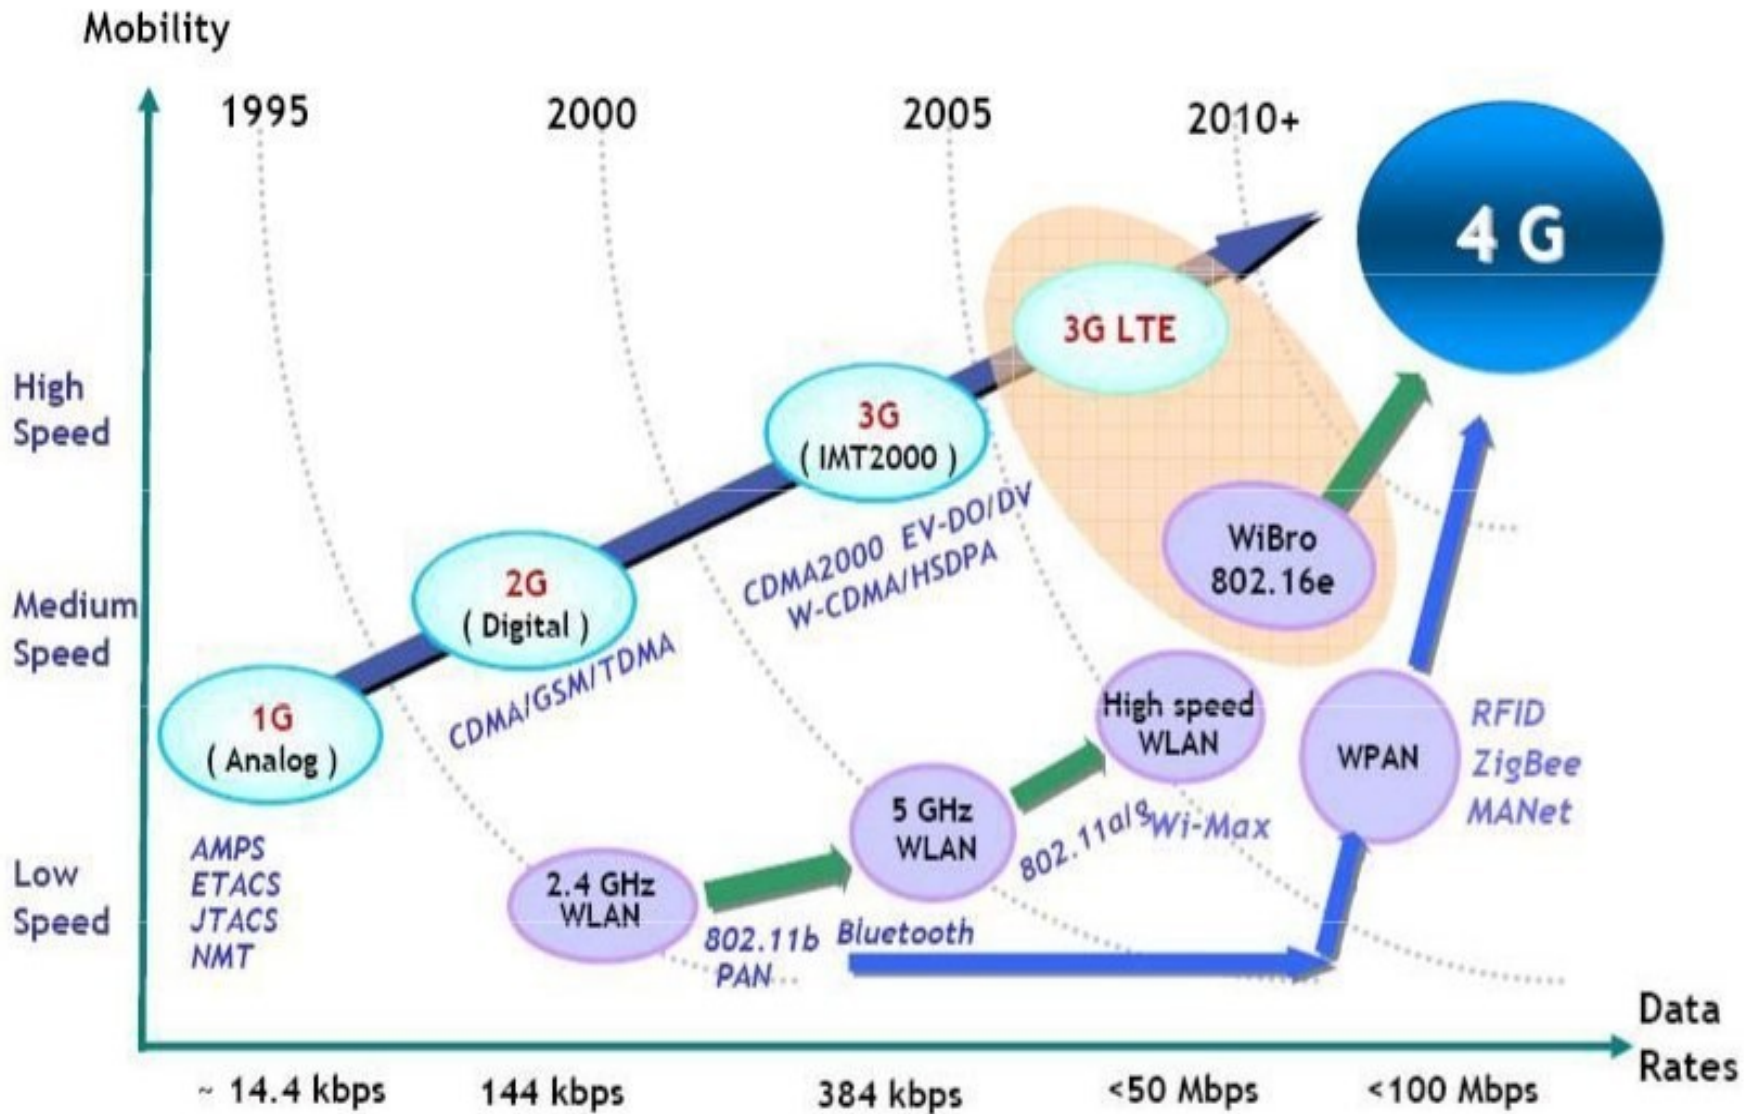 Mobility
1995
2000
2005
2010+
4 G
3G LTE
High
Speed
3G
( IMT2000 )
CDMA2000 EV-DO/DV
W-CDMA/HSDPA
WiBro
802.16e
2G
( Digital )
CDMA/GSM/TDMA
Medium
Speed
1G
( Analog )
AMPS
ETACS
JTACS
NMT
High speed
WLAN
WPAN
RFID
ZigBee
MANet
5 GHz
WLAN
802.11a/g
Wi-Max
Low
Speed
2.4 GHz
WLAN
802.11b
PAN
Bluetooth
Data
Rates
~ 14.4 kbps
144 kbps
384 kbps
<50 Mbps
<100 Mbps